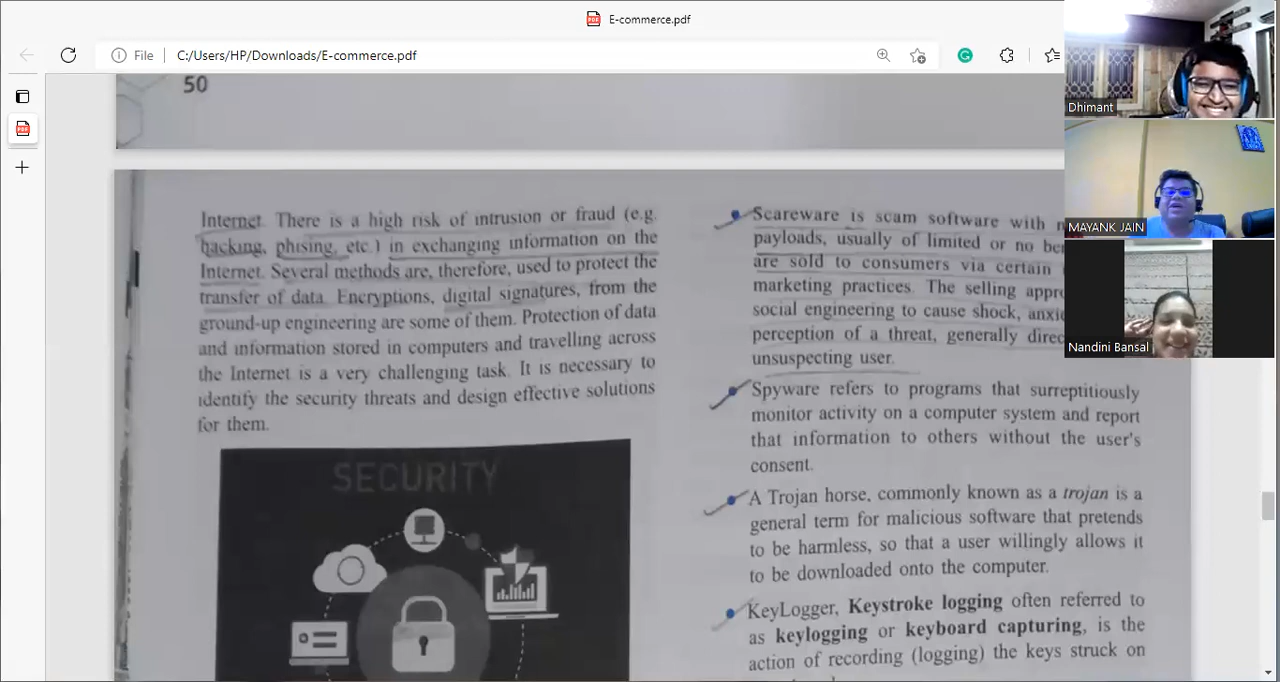 E-commerce.pdf
File
C:/Users/HP/Downloads/E-commerce.pdf
50
Internet. There is a high risk of intrusion or fraud (e.g.
hacking, phising, etc.) in exchanging information on the
Internet. Several methods are, therefore, used to protect the
transfer of data. Encryptions, digital signatures, from the
ground-up engineering are some of them. Protection of data
and information stored in computers and travelling across
the Internet is a very challenging task. It is necessary to
identify the security threats and design effective solutions
for them.
SECURITY
Scareware is scam software with
payloads, usually of limited or no
are sold to consumers via certain
marketing practices. The selling
social engineering to cause shock,
perception of a threat, generally
unsuspecting user.
Spyware refers to programs that surreptitiously
monitor activity on a computer system and report
that information to others without the user's
consent.
A Trojan horse, commonly known as a trojan is a
general term for malicious software that pretends
to be harmless, so that a user willingly allows it
to be downloaded onto the computer.
KeyLogger, Keystroke logging often referred to
as keylogging or keyboard capturing, is the
action of recording (logging) the keys struck on
Dhimant
MAYANK JAIN
Nandini Bansal